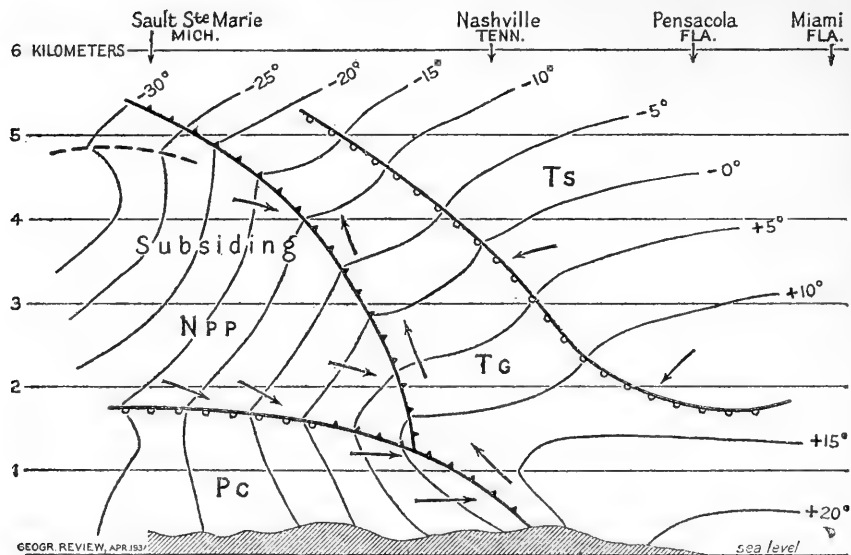 Sault Ste Marie Nashville Pensacola Miami
MICH. TENN. FLA. FLA.
6 KILOMETERS
-30°
-25°
-20°
-15°
-10°
-5°
5
Ts
-0°
4
+5°
Subsiding
3
+10°
NPP
TG
2
+15°
1
Pc
+20°
GEOGR. REVIEW, APR.
sea level